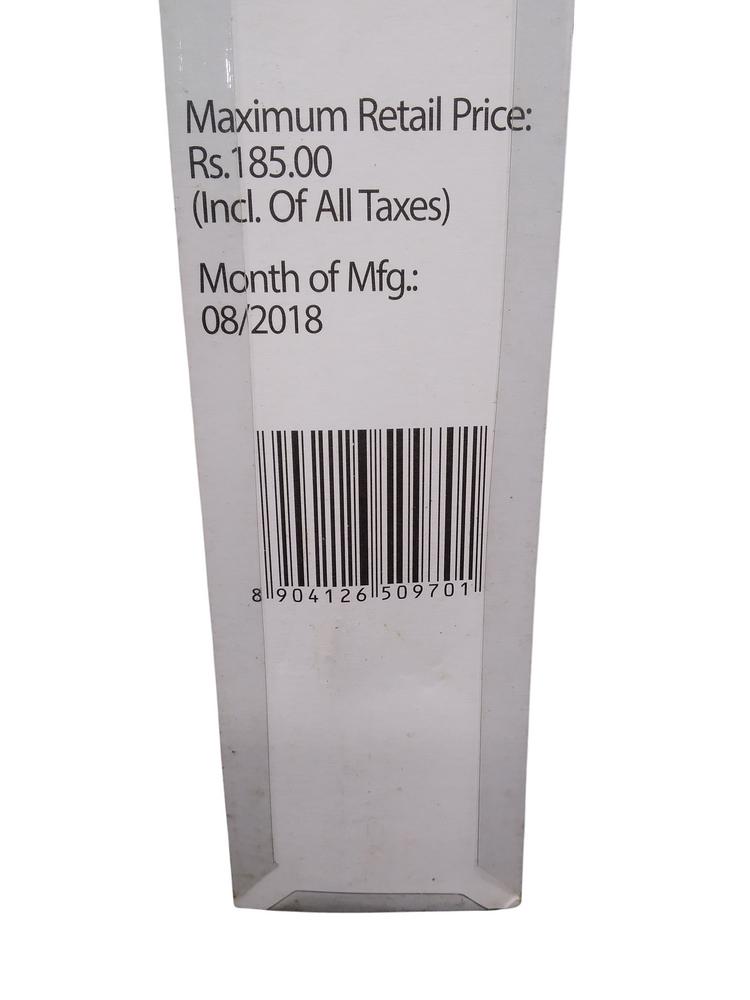 Maximum Retail Price:
Rs.185.00
(Incl. Of All Taxes)
Month of Mfg.:
08/2018
8 904126 509701